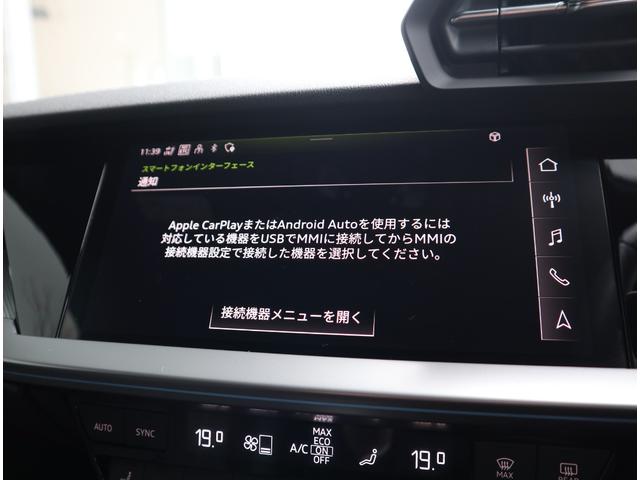 11:39
スマートフォンインターフェース
通知
Apple CarPlayまたはAndroid Autoを使用するには
対応している機器をUSBでMMIに接続してからMMIの
接続機器設定で接続した機器を選択してください。
接続機器メニューを開く
AUTO
SYNC
19.0
A/C
MAX
ECO
ON
OFF
19.0
MAX
REAR